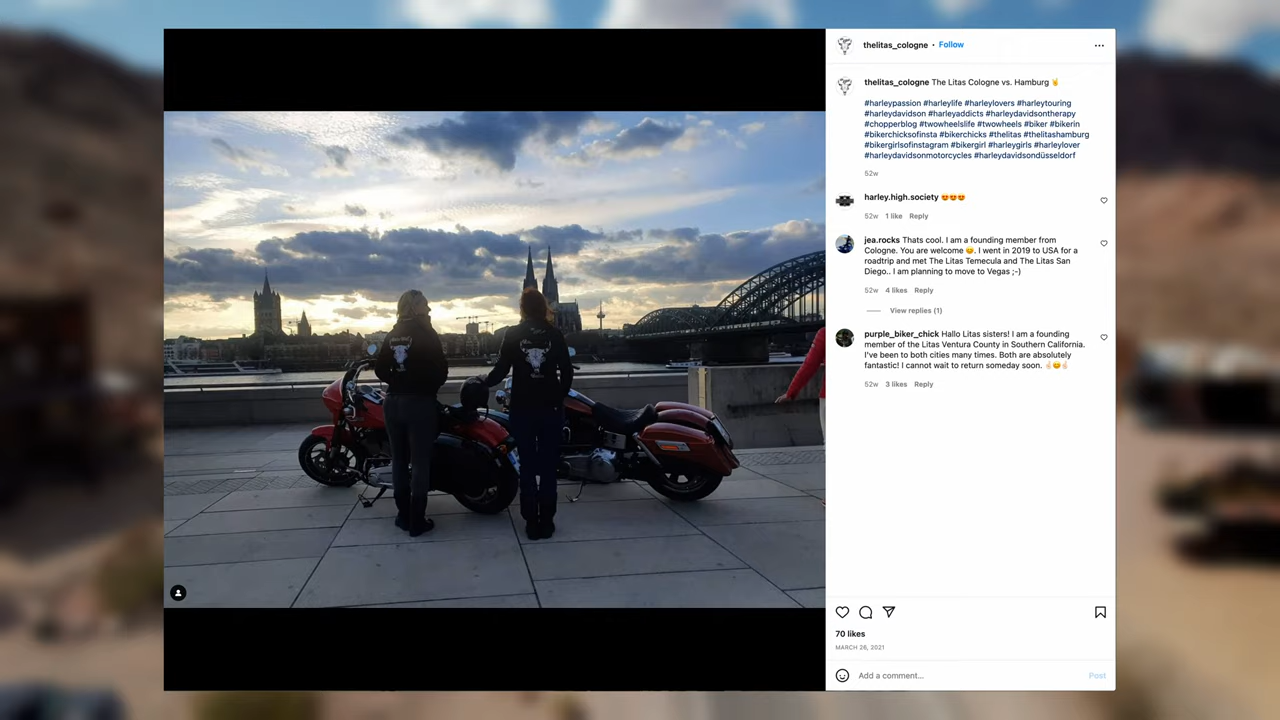 thelitas_cologne • Follow
thelitas_cologne The Litas Cologne vs. Hamburg 🤘
#harleypassion #harleylife #harleylovers #harleytouring
#harleydavidson #harleyaddicts #harleydavidsontherapy
#chopperblog #twowheelslife #twowheels #biker #bikerin
#bikerchicksofinsta #bikerchicks #thelitas #thelitashamburg
#bikergirlsofinstagram #bikergirl #harleygirls #harleylover
#harleydavidsonmotorcycles #harleydavidsondüsseldorf
52w
harley.high.society 😍😍😍
52w 1 like Reply
jea.rocks Thats cool. I am a founding member from
Cologne. You are welcome 😊. I went in 2019 to USA for a
roadtrip and met The Litas Temecula and The Litas San
Diego.. I am planning to move to Vegas ;-)
52w 4 likes Reply
View replies (1)
purple_biker_chick Hallo Litas sisters! I am a founding
member of the Litas Ventura County in Southern California.
I've been to both cities many times. Both are absolutely
fantastic! I cannot wait to return someday soon. ✌🏻😊✌🏻
52w 3 likes Reply
70 likes
MARCH 26, 2021
Add a comment...
Post